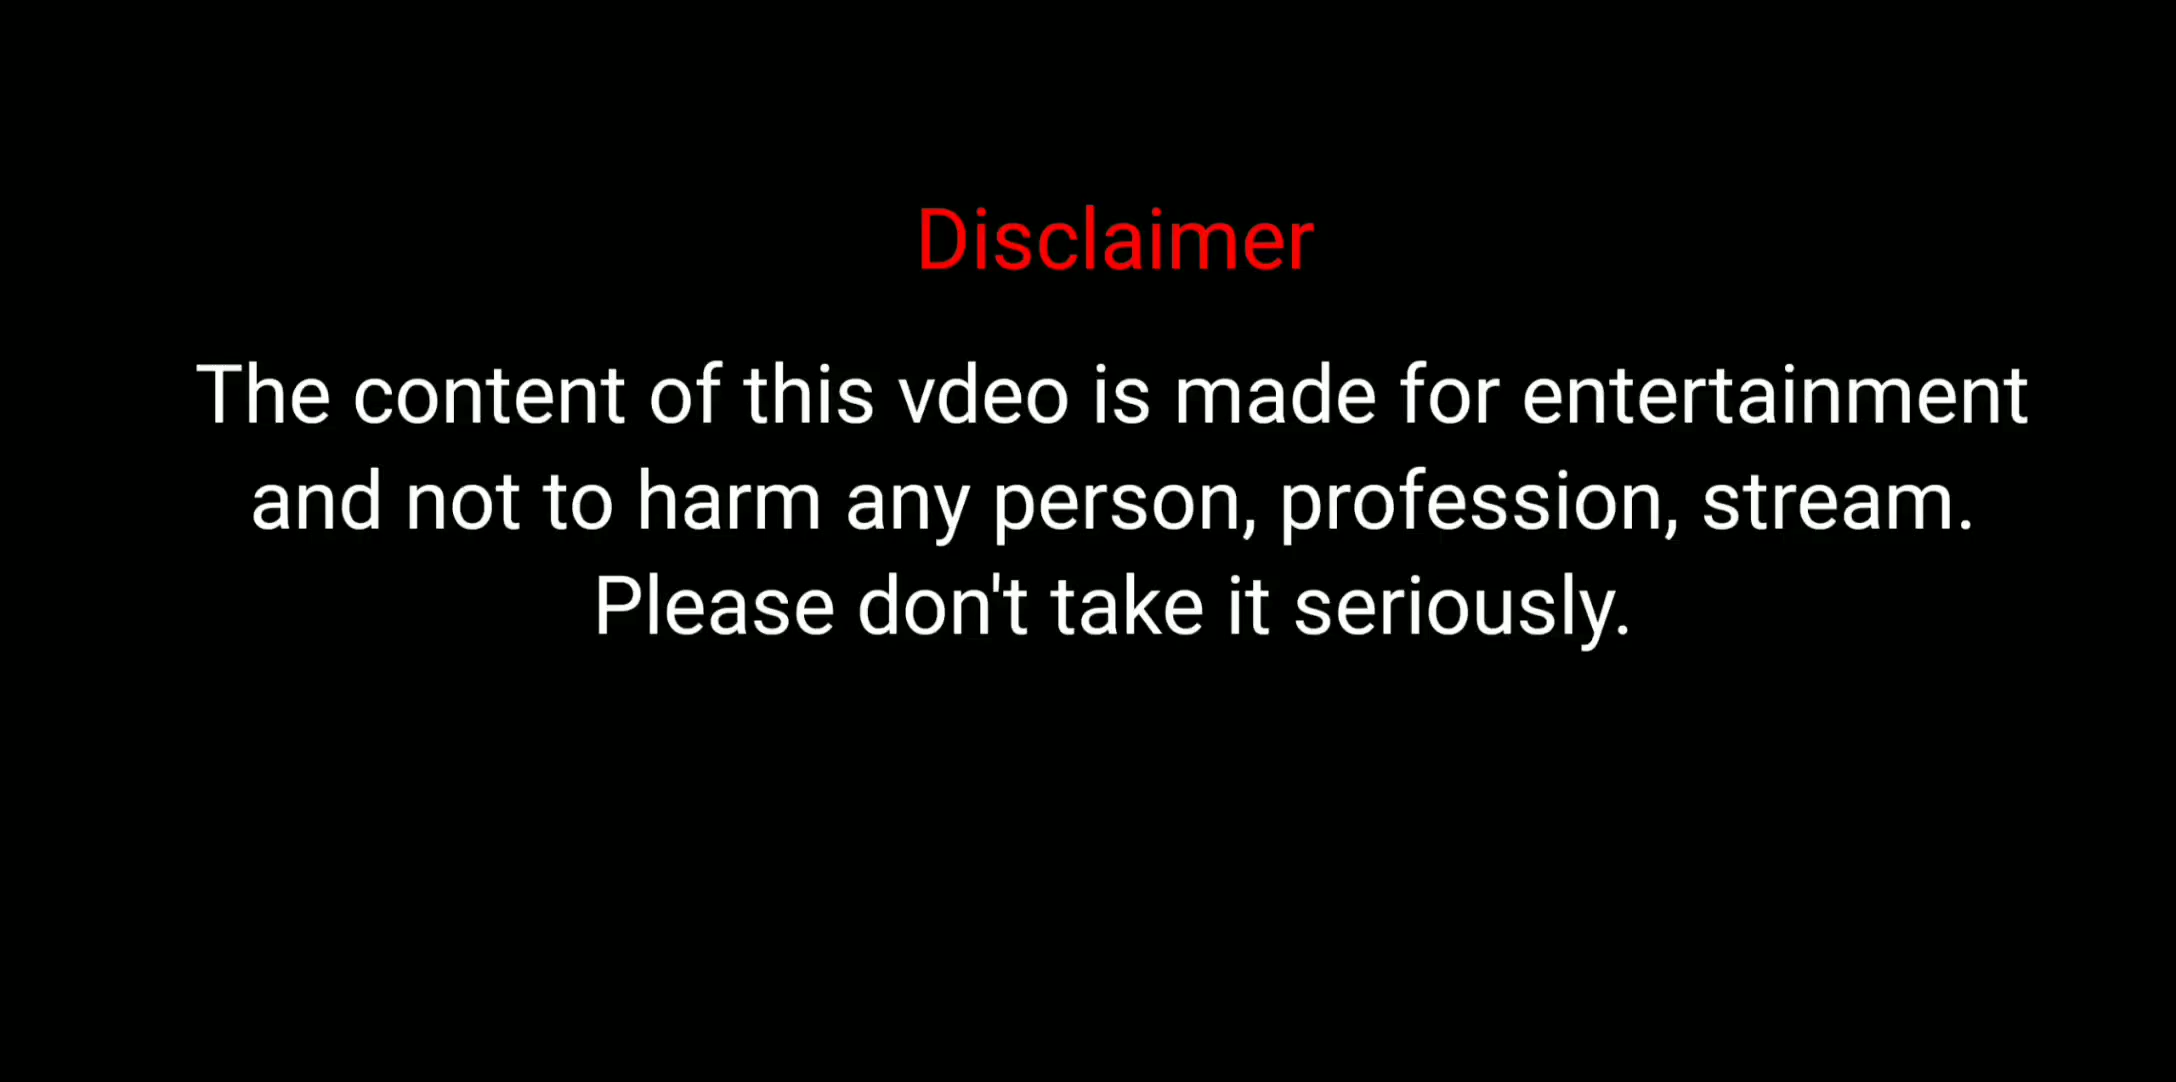 Disclaimer
The content of this vdeo is made for entertainment
and not to harm any person, profession, stream.
Please don't take it seriously.